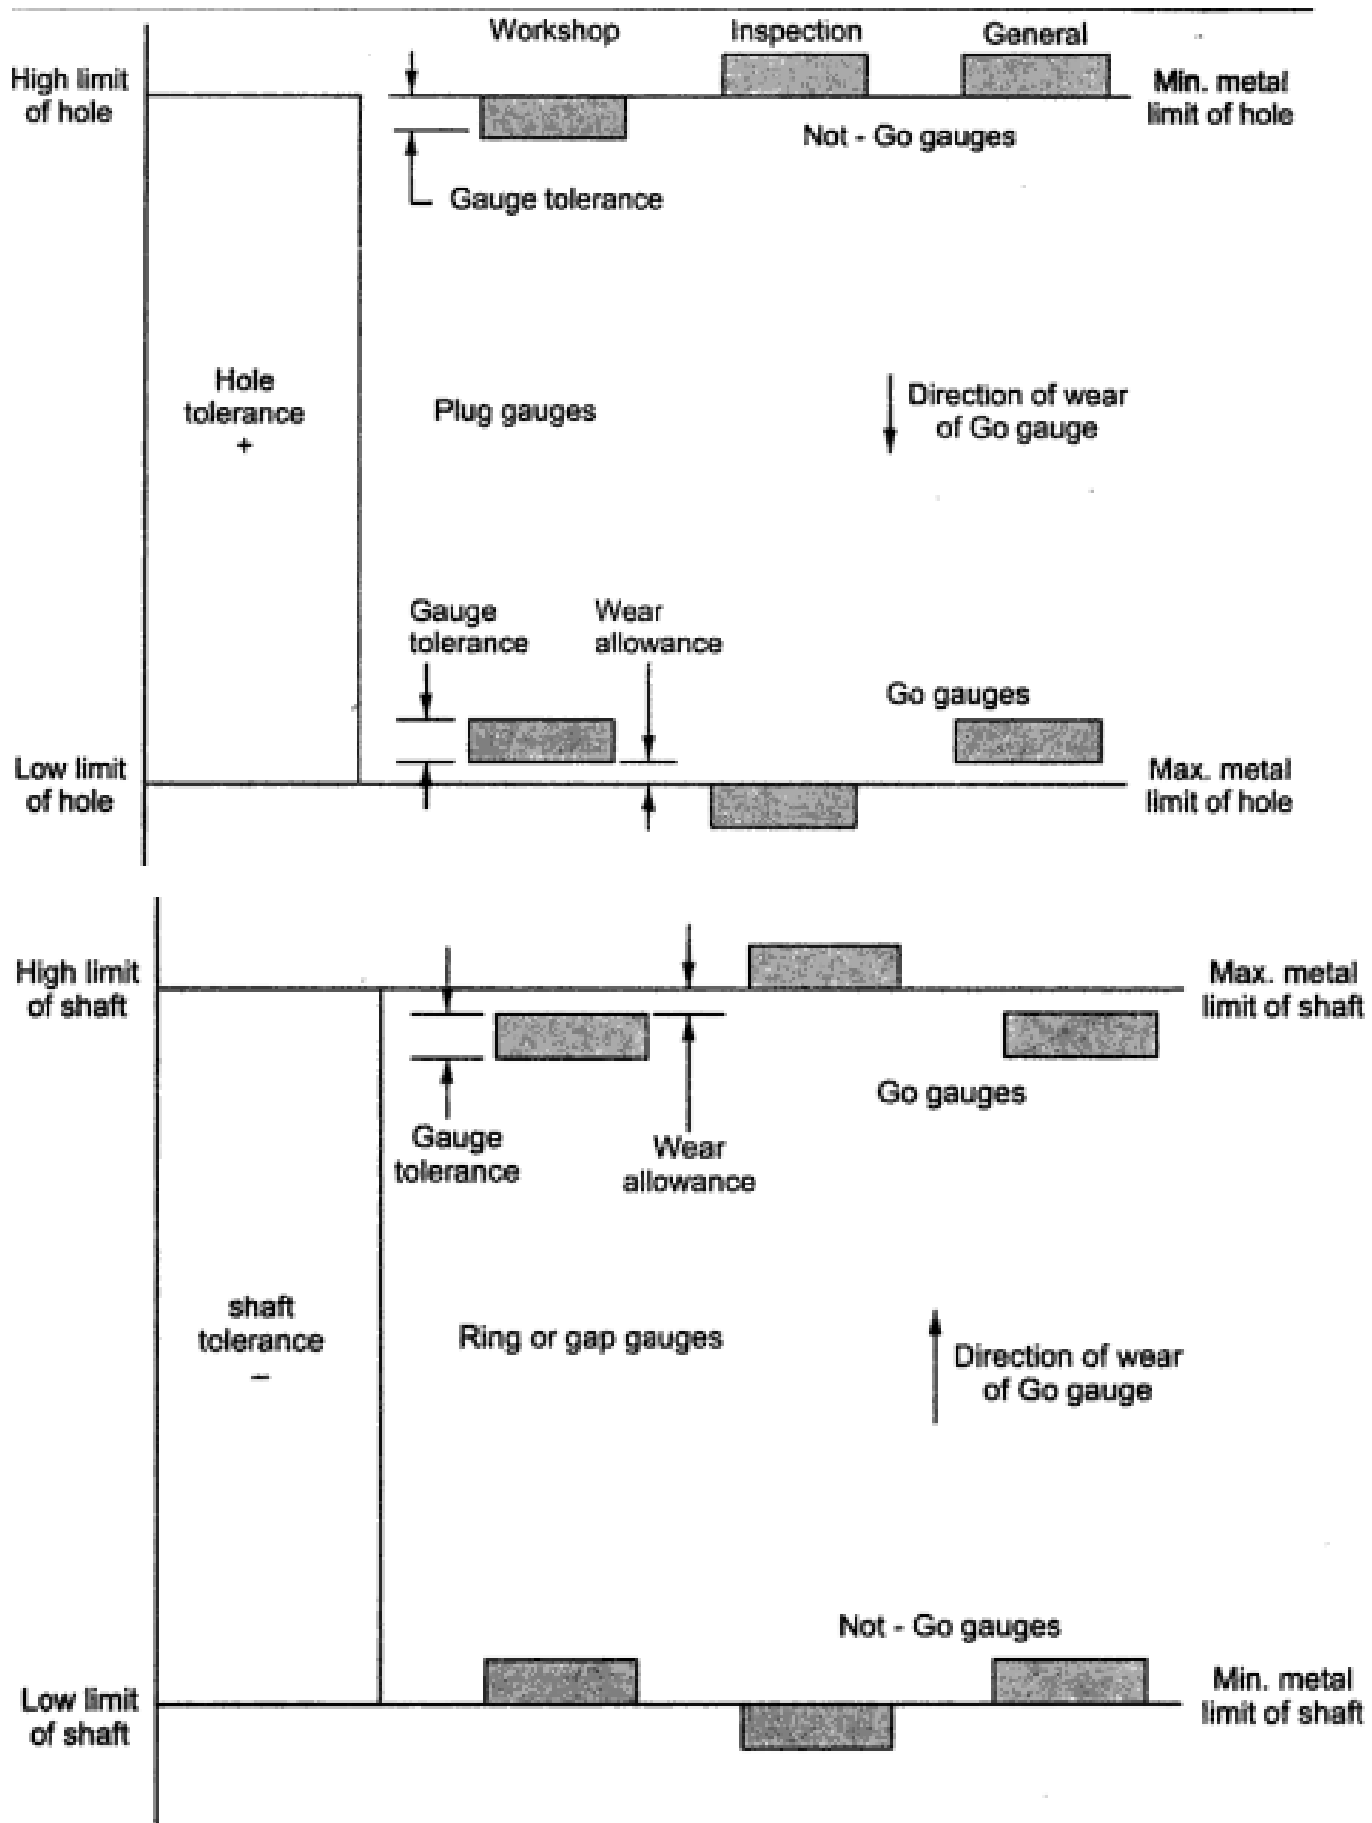 Workshop
Inspection
General
High limit
of hole
Min. metal
limit of hole
Not - Go gauges
Gauge tolerance
Hole
tolerance
+
Plug gauges
Direction of wear
of Go gauge
Gauge
tolerance
Wear
allowance
Go gauges
Low limit
of hole
Max. metal
limit of hole
High limit
of shaft
Max. metal
limit of shaft
Go gauges
Gauge
tolerance
Wear
allowance
shaft
tolerance
–
Ring or gap gauges
Direction of wear
of Go gauge
Not - Go gauges
Low limit
of shaft
Min. metal
limit of shaft